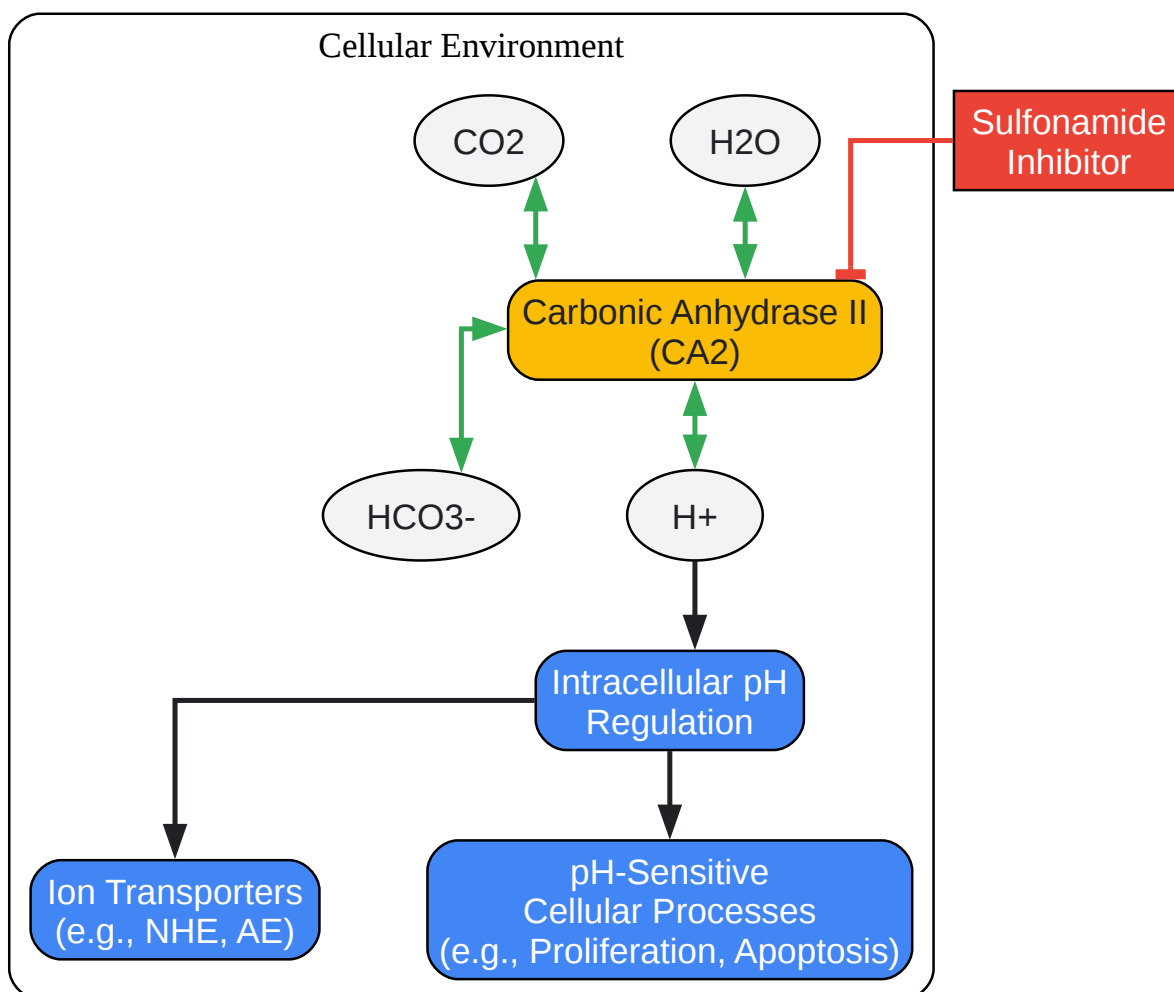 Cellular Environment
CO2
H2O
Sulfonamide
Inhibitor
Carbonic Anhydrase II
(CA2)
HCO3-
H+
Intracellular pH
Regulation
Ion Transporters
(e.g., NHE, AE)
pH-Sensitive
Cellular Processes
(e.g., Proliferation, Apoptosis)